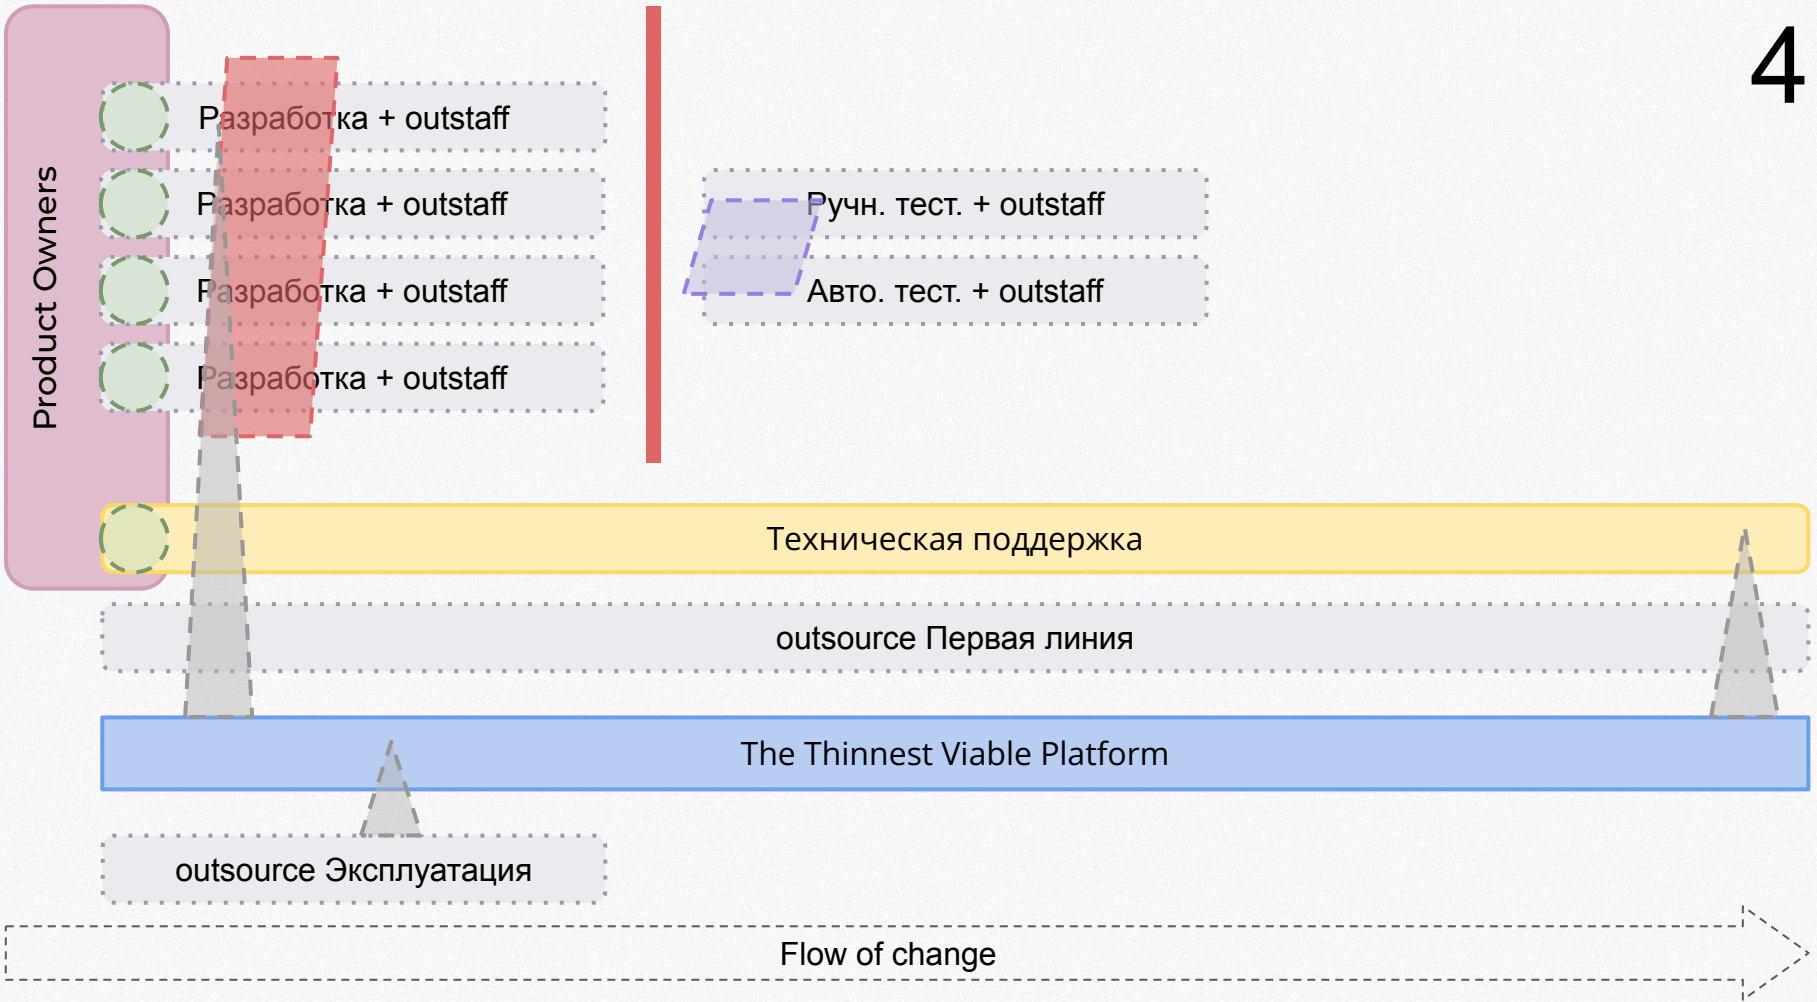 4
Product Owners
Разработка + outstaff
Разработка + outstaff
Разработка + outstaff
Разработка + outstaff
Ручн. тест. + outstaff
Авто. тест. + outstaff
Техническая поддержка
outsource Первая линия
The Thinnest Viable Platform
outsource Эксплуатация
Flow of change